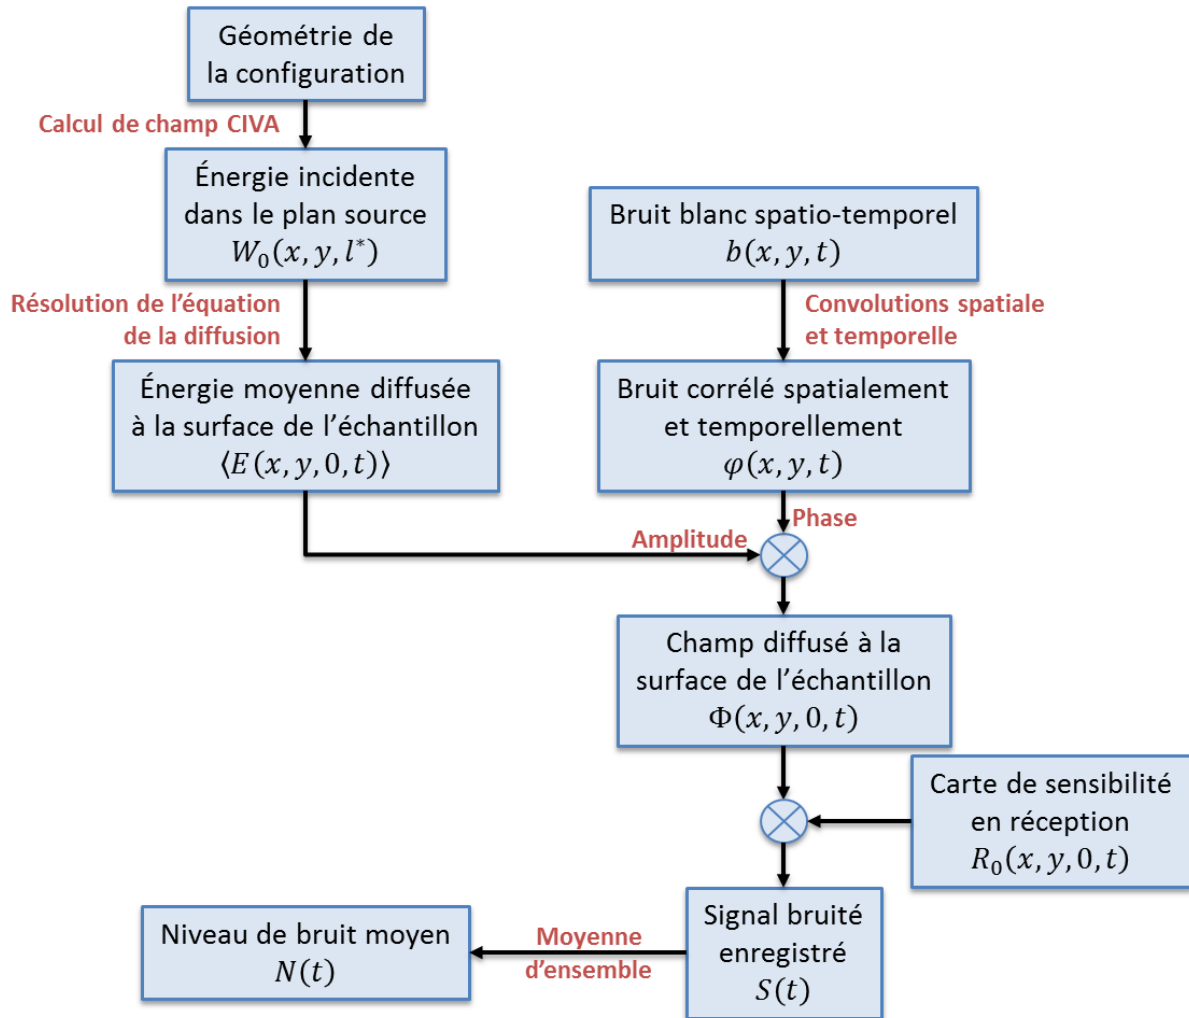 Géométrie de
la configuration
Calcul de champ CIVA
Énergie incidente
dans le plan source
W₀(x, y, l*)
Bruit blanc spatio-temporel
b(x, y, t)
Résolution de l'équation
de la diffusion
Convolutions spatiale
et temporelle
Énergie moyenne diffusée
à la surface de l'échantillon
⟨E(x, y, 0, t)⟩
Bruit corrélé spatialement
et temporellement
φ(x, y, t)
Phase
Amplitude
Champ diffusé à la
surface de l'échantillon
Φ(x, y, 0, t)
Carte de sensibilité
en réception
R₀(x, y, 0, t)
Signal bruité
enregistré
S(t)
Moyenne
d'ensemble
Niveau de bruit moyen
N(t)